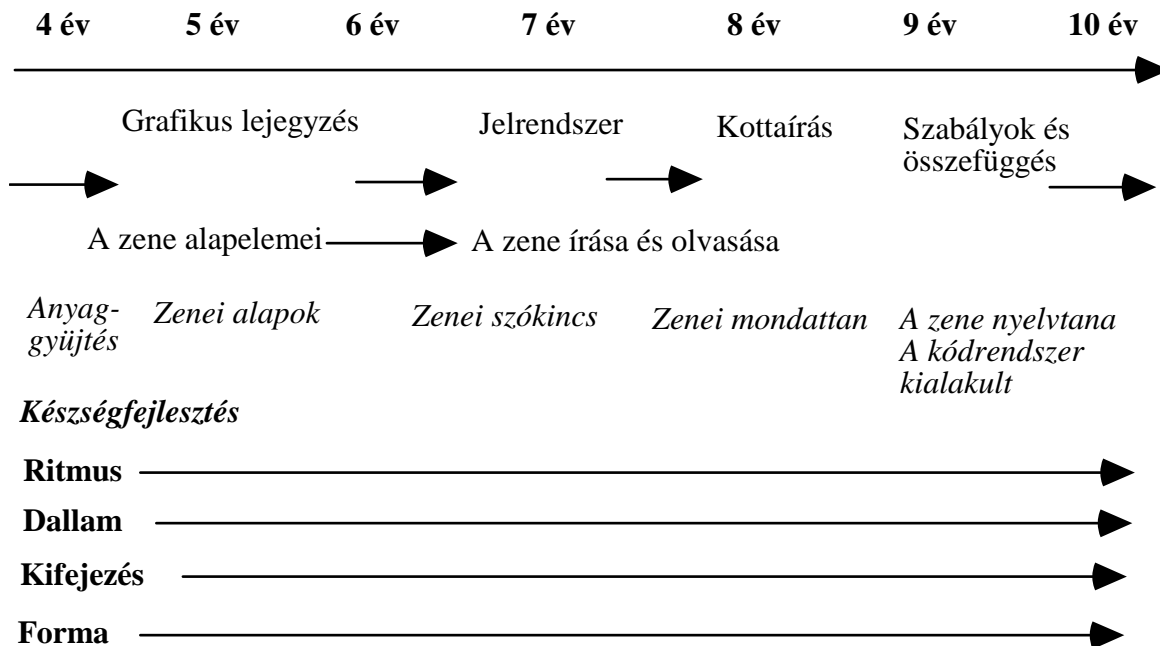 4 év 5 év 6 év 7 év 8 év 9 év 10 év
Grafikus lejegyzés Jelrendszer Kottaírás Szabályok és
összefüggés
A zene alapelemei A zene írása és olvasása
Anyag- Zenei alapok Zenei szókincs Zenei mondattan A zene nyelvtana
gyüjtés A kódrendszer
kialakult
Készségfejlesztés
Ritmus
Dallam
Kifejezés
Forma